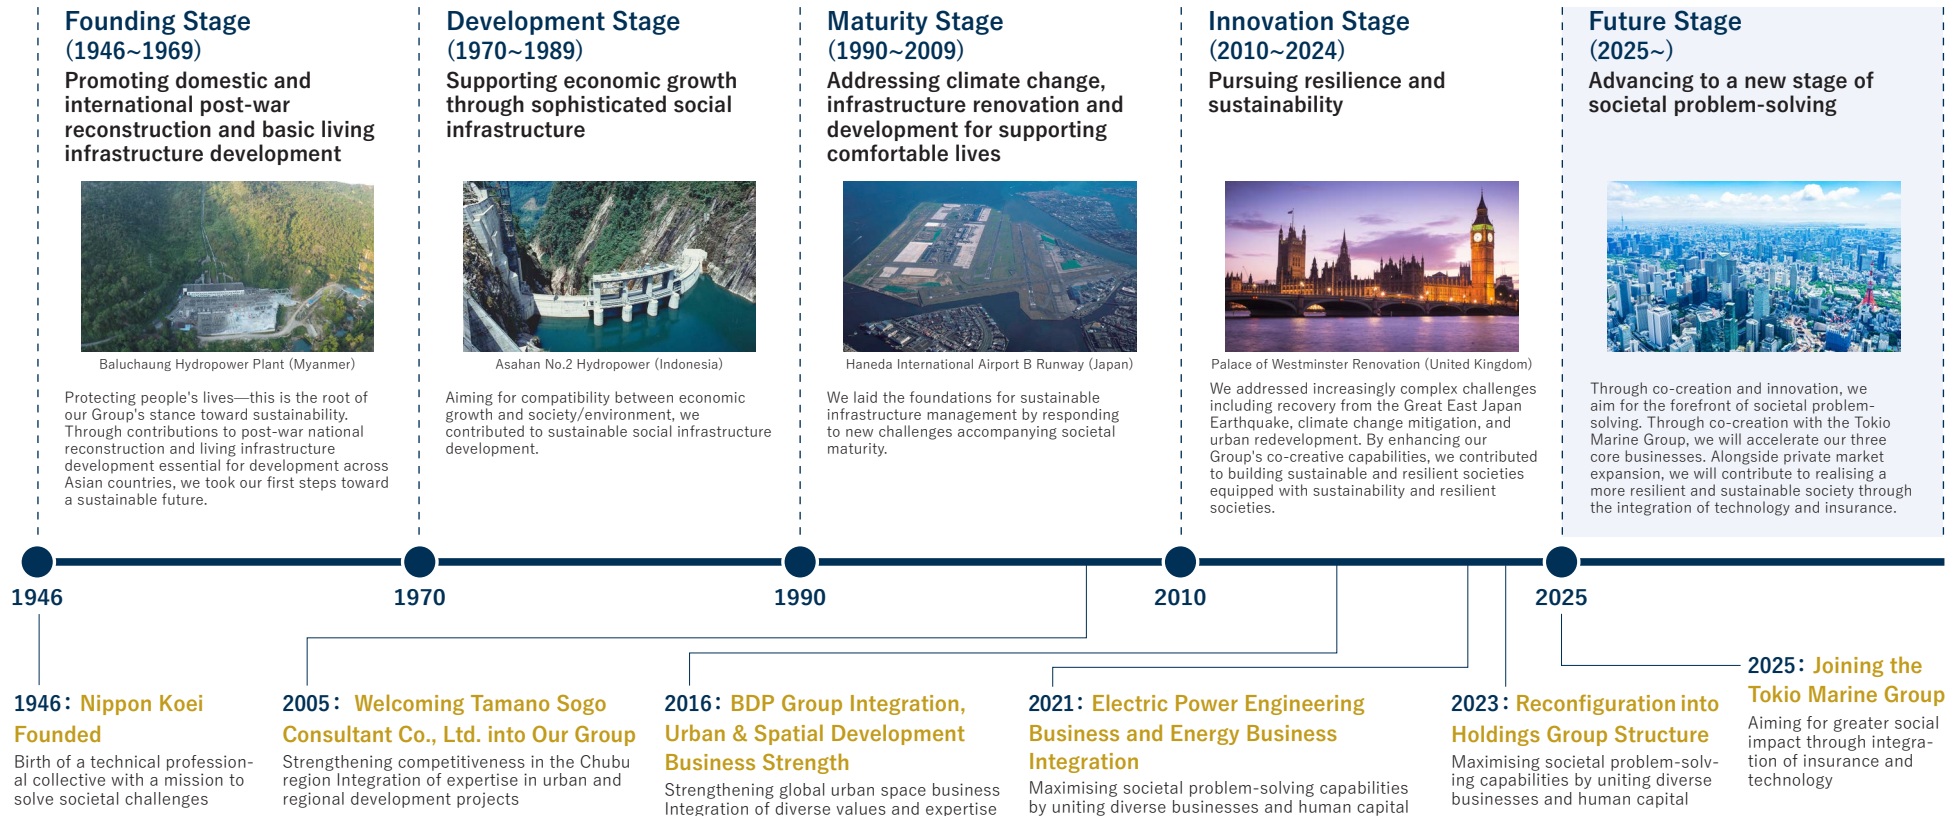 Founding Stage
(1946~1969)
Promoting domestic and
international post-war
reconstruction and basic living
infrastructure development
Baluchaung Hydropower Plant (Myanmer)
Protecting people's lives—this is the root of
our Group's stance toward sustainability.
Through contributions to post-war national
reconstruction and living infrastructure
development essential for development across
Asian countries, we took our first steps toward
a sustainable future.
Development Stage
(1970~1989)
Supporting economic growth
through sophisticated social
infrastructure
Asahan No.2 Hydropower (Indonesia)
Aiming for compatibility between economic
growth and society/environment, we
contributed to sustainable social infrastructure
development.
Maturity Stage
(1990~2009)
Addressing climate change,
infrastructure renovation and
development for supporting
comfortable lives
Haneda International Airport B Runway (Japan)
We laid the foundations for sustainable
infrastructure management by responding
to new challenges accompanying societal
maturity.
Innovation Stage
(2010~2024)
Pursuing resilience and
sustainability
Palace of Westminster Renovation (United Kingdom)
We addressed increasingly complex challenges
including recovery from the Great East Japan
Earthquake, climate change mitigation, and
urban redevelopment. By enhancing our
Group's co-creative capabilities, we contributed
to building sustainable and resilient societies
equipped with sustainability and resilient
societies.
Future Stage
(2025~)
Advancing to a new stage of
societal problem-solving
Through co-creation and innovation, we
aim for the forefront of societal problem-
solving. Through co-creation with the Tokio
Marine Group, we will accelerate our three
core businesses. Alongside private market
expansion, we will contribute to realising a
more resilient and sustainable society through
the integration of technology and insurance.
1946
1970
1990
2010
2025
1946: Nippon Koei
Founded
Birth of a technical profession-
al collective with a mission to
solve societal challenges
2005: Welcoming Tamano Sogo
Consultant Co., Ltd. into Our Group
Strengthening competitiveness in the Chubu
region Integration of expertise in urban and
regional development projects
2016: BDP Group Integration,
Urban & Spatial Development
Business Strength
Strengthening global urban space business
Integration of diverse values and expertise
2021: Electric Power Engineering
Business and Energy Business
Integration
Maximising societal problem-solving capabilities
by uniting diverse businesses and human capital
2023: Reconfiguration into
Holdings Group Structure
Maximising societal problem-solv-
ing capabilities by uniting diverse
businesses and human capital
2025: Joining the
Tokio Marine Group
Aiming for greater social
impact through integra-
tion of insurance and
technology